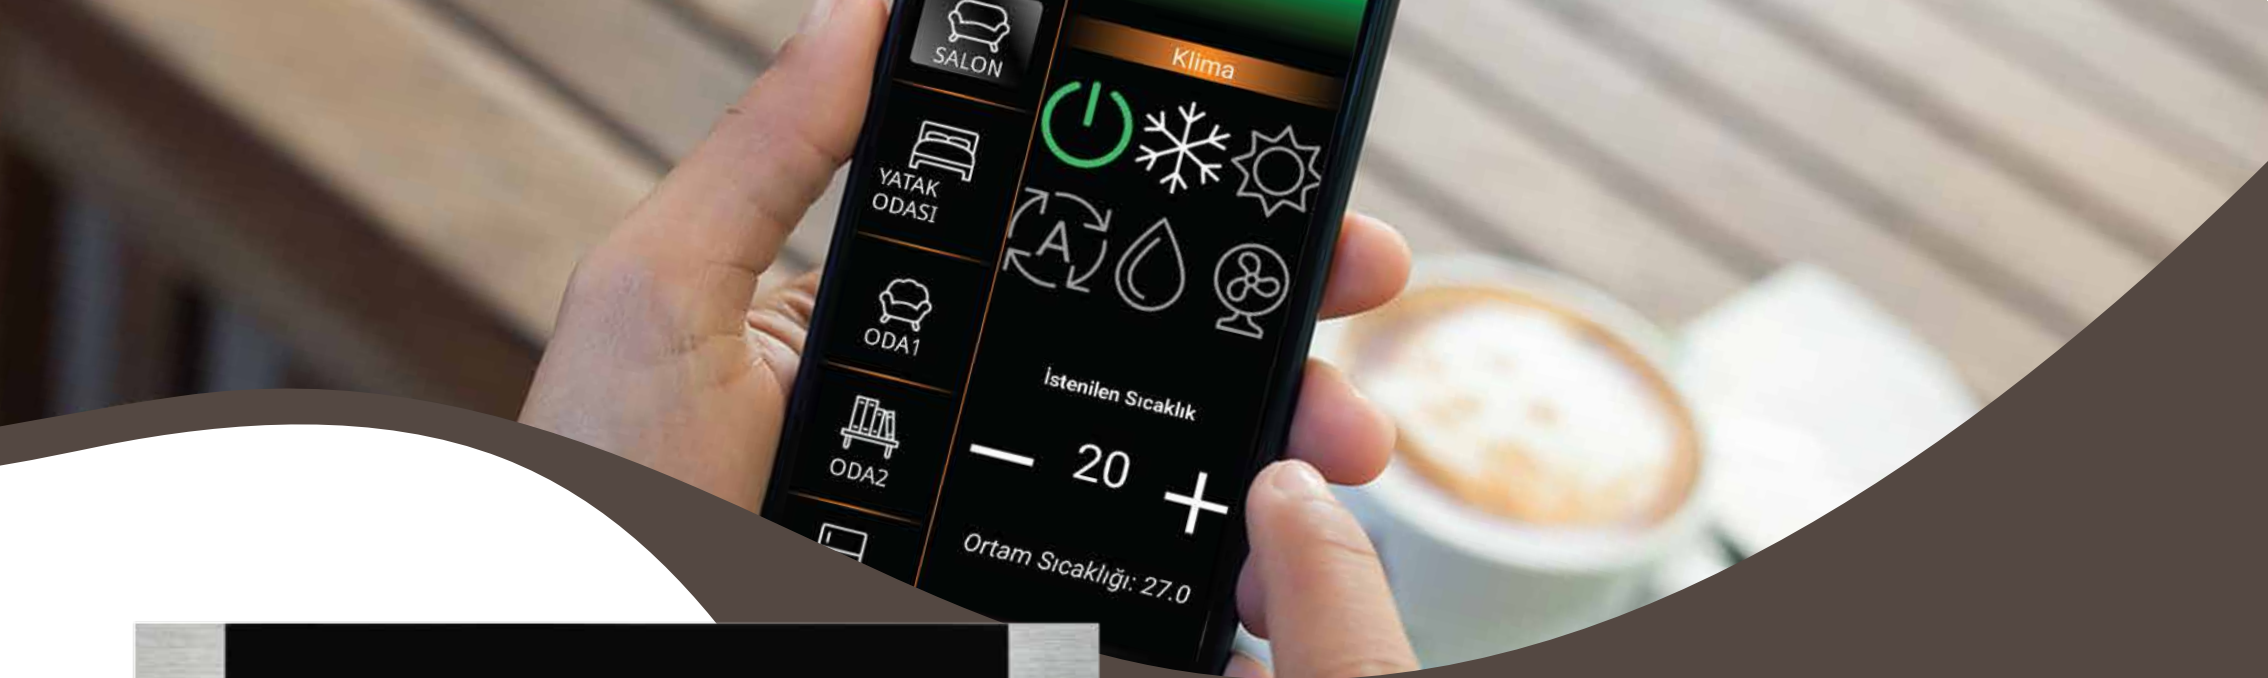 SALON
YATAK
ODASI
ODA1
ODA2
Klima
A
İstenilen Sıcaklık
20
Ortam Sıcaklığı: 27.0